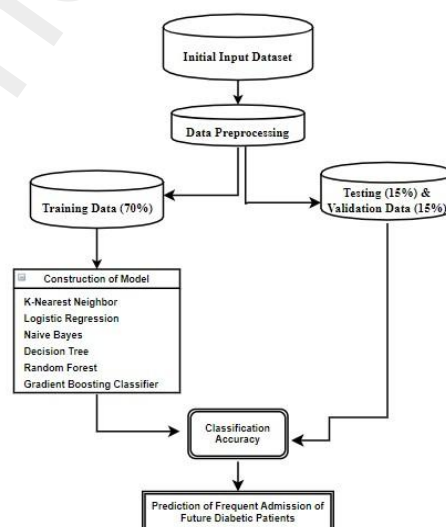 Initial Input Dataset
Data Preprocessing
Training Data (70%)
Testing (15%) &
Validation Data (15%)
Construction of Model
K-Nearest Neighbor
Logistic Regression
Naive Bayes
Decision Tree
Random Forest
Gradient Boosting Classifier
Classification
Accuracy
Prediction of Frequent Admission of
Future Diabetic Patients